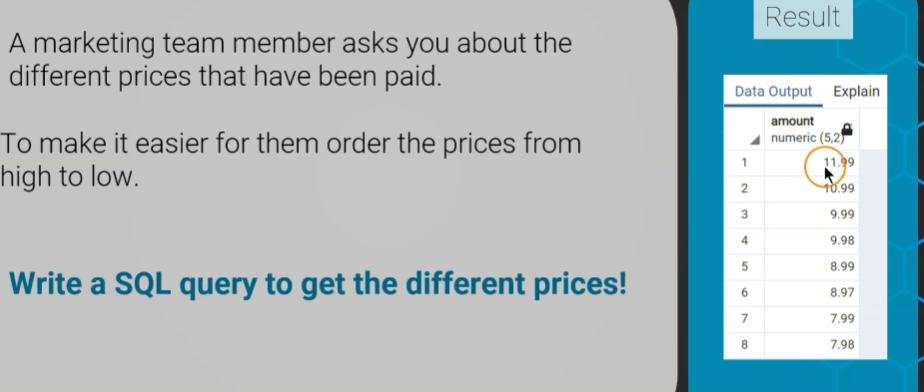 A marketing team member asks you about the
different prices that have been paid.
To make it easier for them order the prices from
high to low.
Write a SQL query to get the different prices!
Result
Data Output Explain
amount
numeric (5,2)
1 11.99
2 10.99
3 9.99
4 9.98
5 8.99
6 8.97
7 7.99
8 7.98